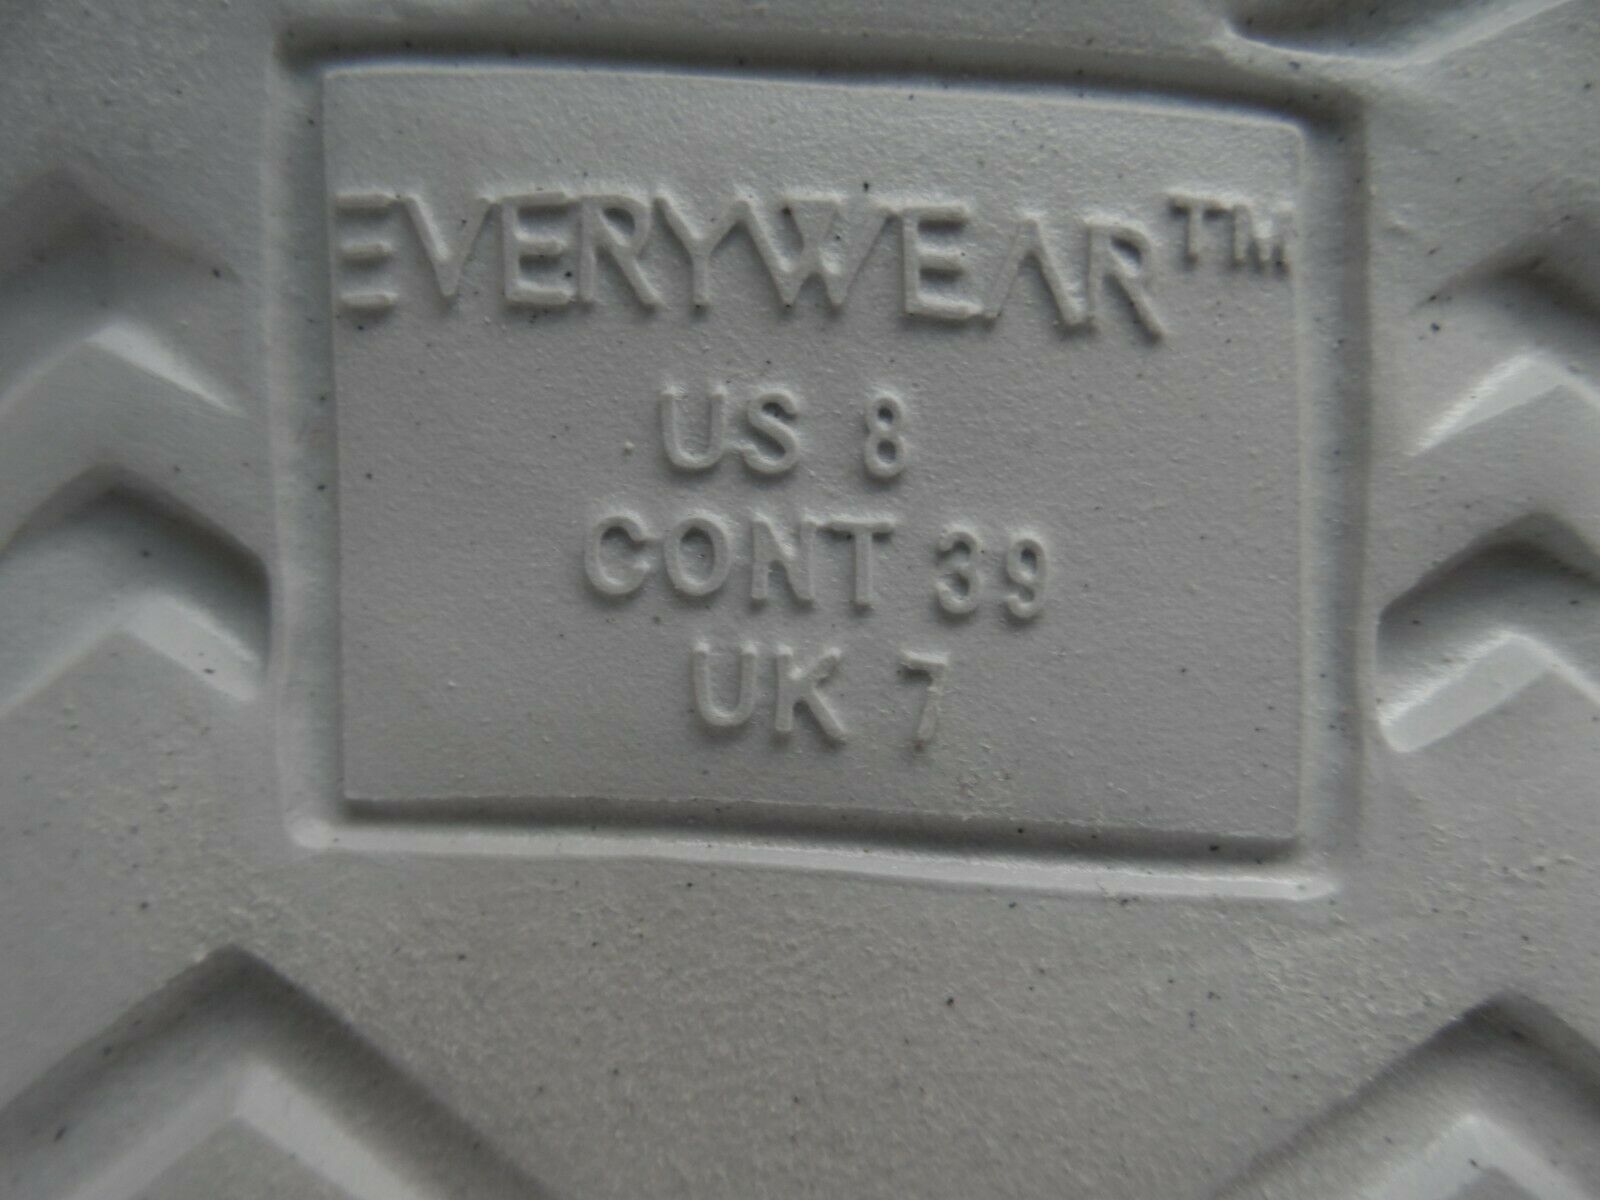 EVERYWEAR™
US 8
CONT 39
UK 7